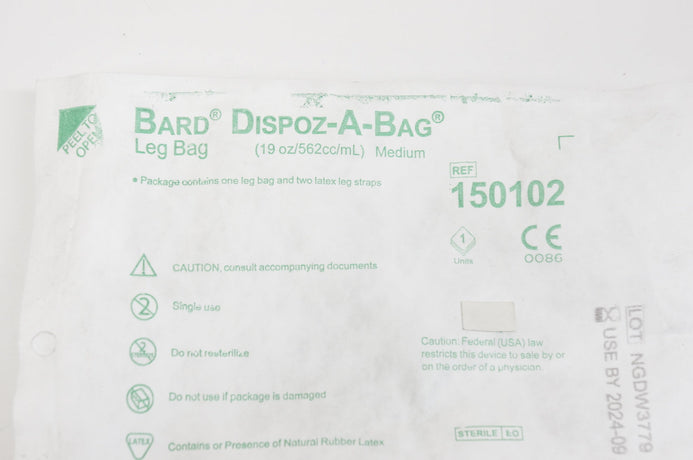 PEEL TO
OPEN
BARD® DISPOZ-A-BAG®
Leg Bag (19 oz/562cc/mL) Medium
• Package contains one leg bag and two latex leg straps
REF
150102
1
Units
CE
0086
CAUTION, consult accompanying documents
2
Single use
2
STERILIZE
Do not resterilize
Do not use if package is damaged
LATEX
Contains or Presence of Natural Rubber Latex
Caution: Federal (USA) law
restricts this device to sale by or
on the order of a physician.
STERILE EO
LOT NGDW3779
USE BY 2024-09